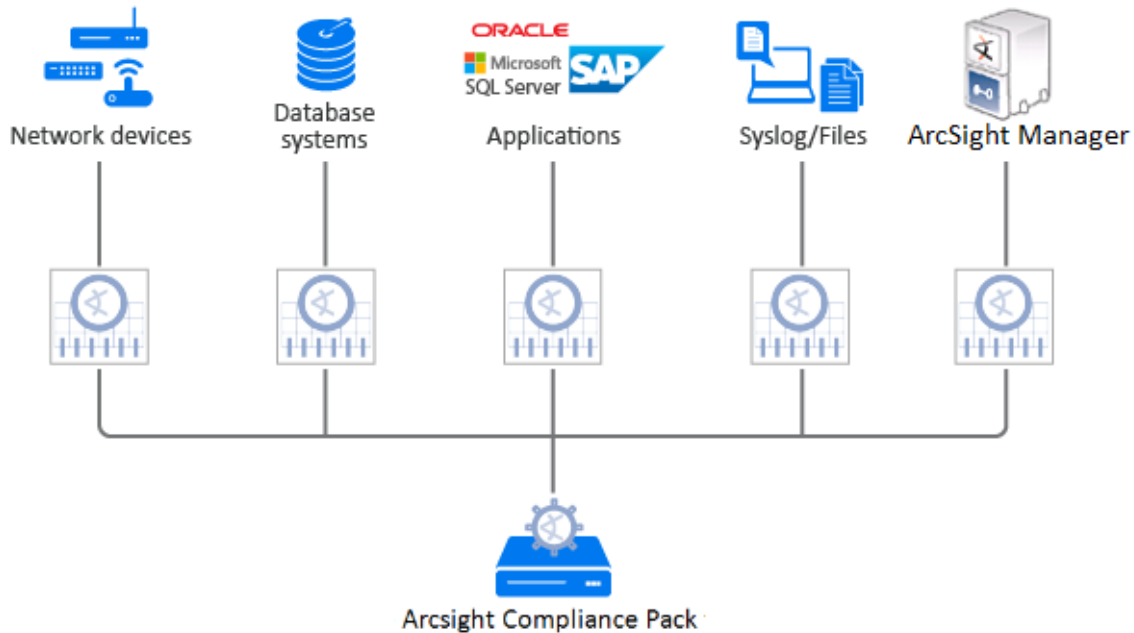 ORACLE
Microsoft
SQL Server
SAP
Network devices
Database
systems
Applications
Syslog/Files
ArcSight Manager
Arcsight Compliance Pack